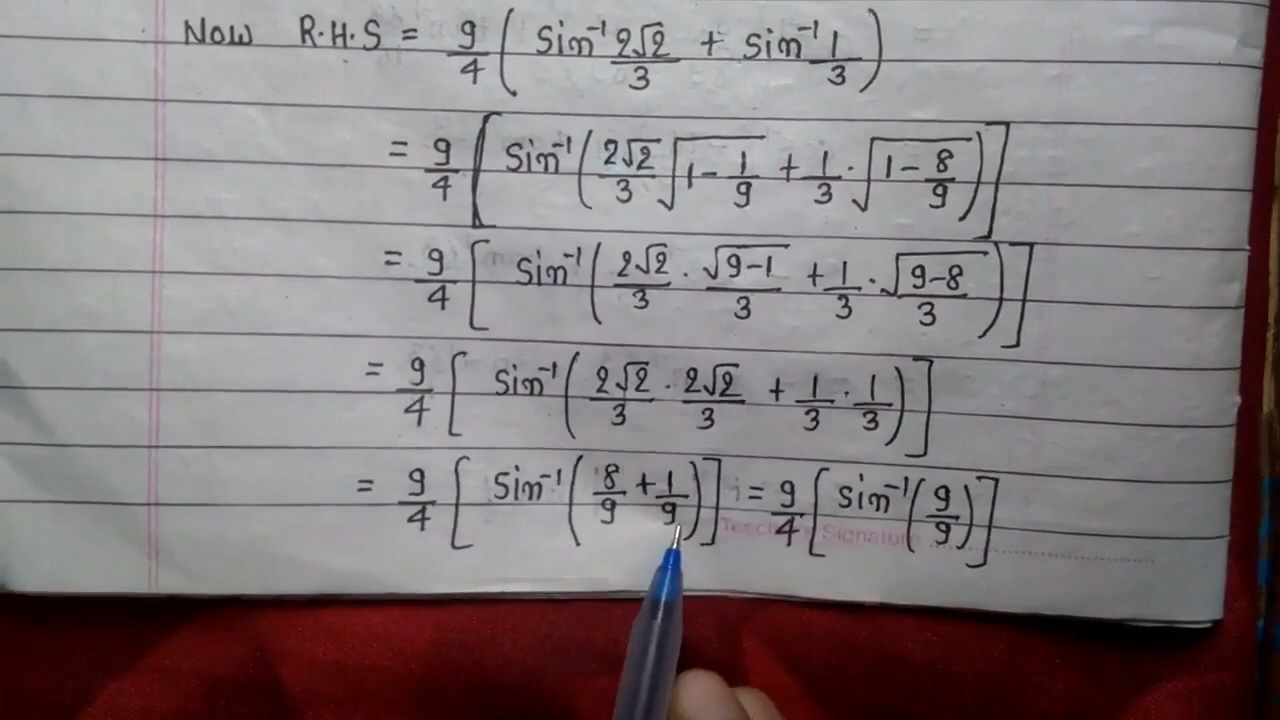 Now R.H.S = 9/4 ( Sin⁻¹ 2√2/3 + Sin⁻¹ 1/3 )
= 9/4 [ Sin⁻¹ ( 2√2/3 √(1 - 1/9) + 1/3 · √(1 - 8/9) ) ]
= 9/4 [ Sin⁻¹ ( 2√2/3 · √(9-1)/3 + 1/3 · √(9-8)/3 ) ]
= 9/4 [ Sin⁻¹ ( 2√2/3 · 2√2/3 + 1/3 · 1/3 ) ]
= 9/4 [ Sin⁻¹ ( 8/9 + 1/9 ) ] = 9/4 [ Sin⁻¹ ( 9/9 ) ]
Teacher's Signature